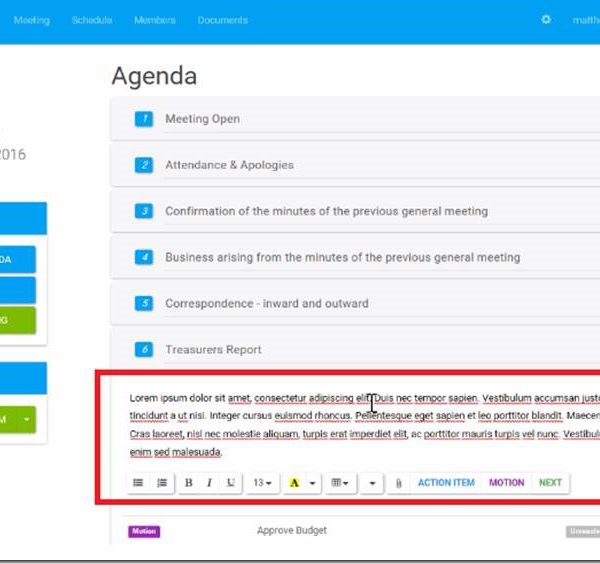 Meeting Schedule Members Documents matth
Agenda
2016
1 Meeting Open
2 Attendance & Apologies
3 Confirmation of the minutes of the previous general meeting
4 Business arising from the minutes of the previous general meeting
5 Correspondence - inward and outward
6 Treasurers Report
DA
G
M
Lorem ipsum dolor sit amet, consectetur adipiscing elit. Duis nec tempor sapien. Vestibulum accumsan justo
tincidunt a ut nisi. Integer cursus euismod rhoncus. Pellentesque eget sapien et leo porttitor blandit. Maecen
Cras laoreet, nisl nec molestie aliquam, turpis erat imperdiet elit, ac porttitor mauris turpis vel nunc. Vestibulu
enim sed malesuada.
B I U 13 A ACTION ITEM MOTION NEXT
Motion Approve Budget